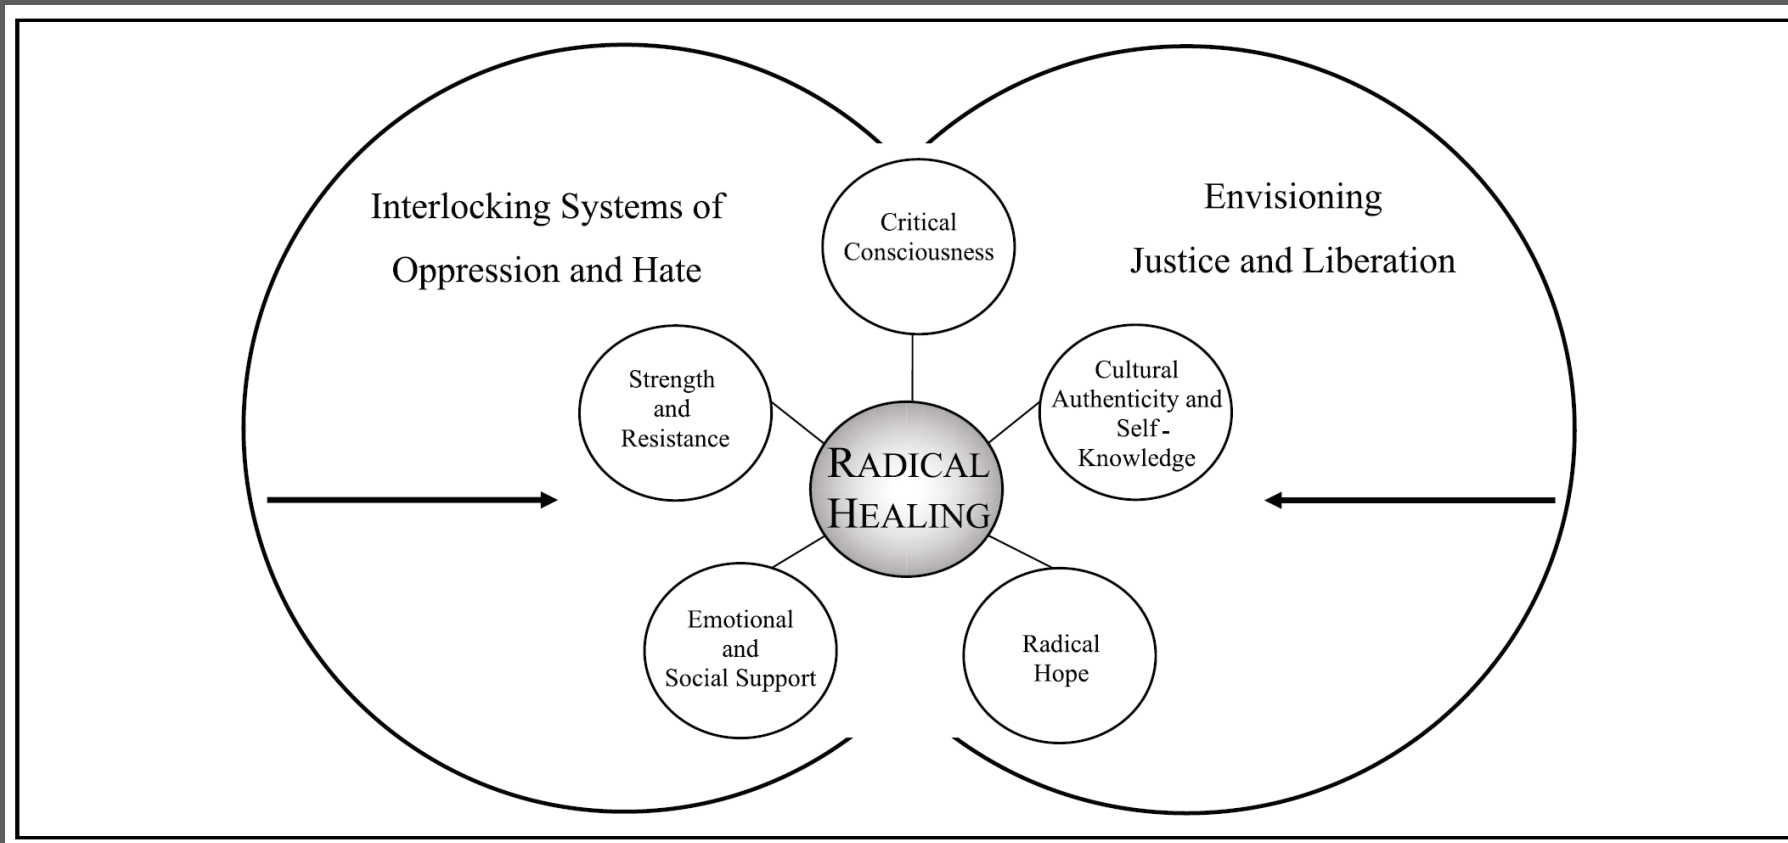 Interlocking Systems of
Oppression and Hate
Envisioning
Justice and Liberation
Critical
Consciousness
Strength
and
Resistance
Cultural
Authenticity and
Self-
Knowledge
RADICAL
HEALING
Emotional
and
Social Support
Radical
Hope